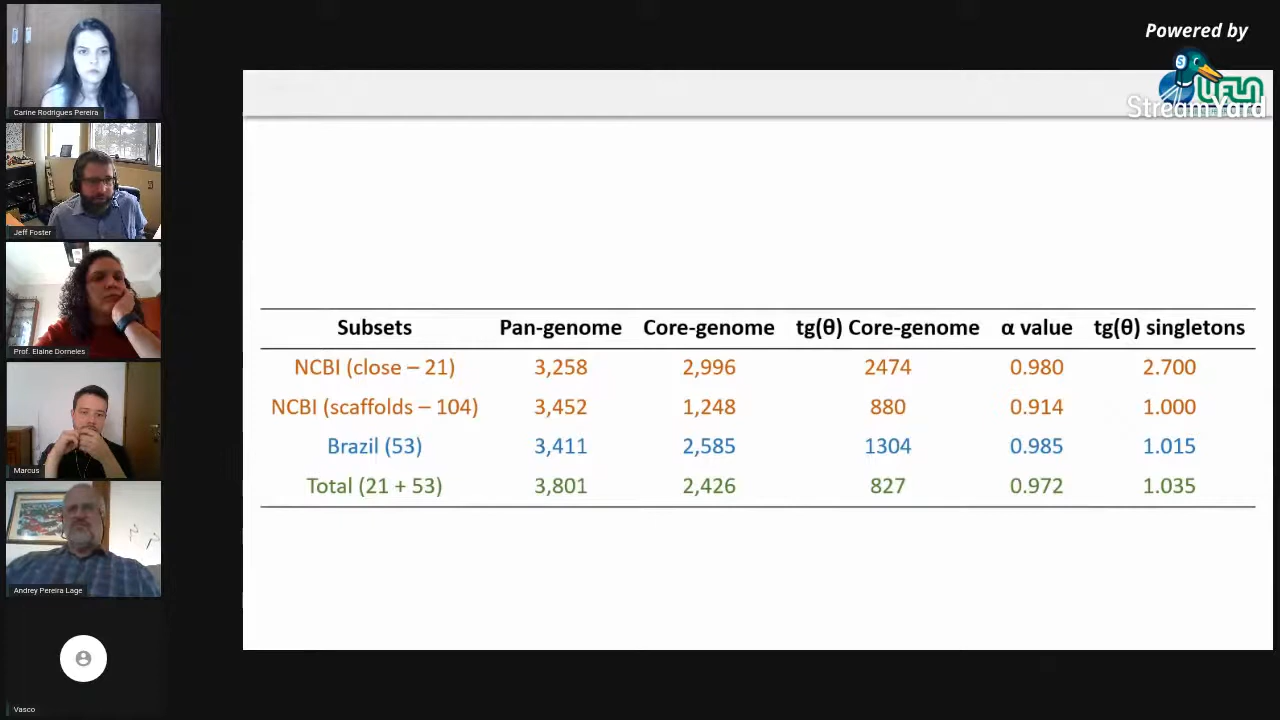 Powered by
S
UFLA
StreamYard
Carine Rodrigues Pereira
Jeff Foster
Prof. Elaine Dorneles
Marcus
Andrey Pereira Lage
Vasco
Subsets Pan-genome Core-genome tg(θ) Core-genome α value tg(θ) singletons
NCBI (close – 21) 3,258 2,996 2474 0.980 2.700
NCBI (scaffolds – 104) 3,452 1,248 880 0.914 1.000
Brazil (53) 3,411 2,585 1304 0.985 1.015
Total (21 + 53) 3,801 2,426 827 0.972 1.035